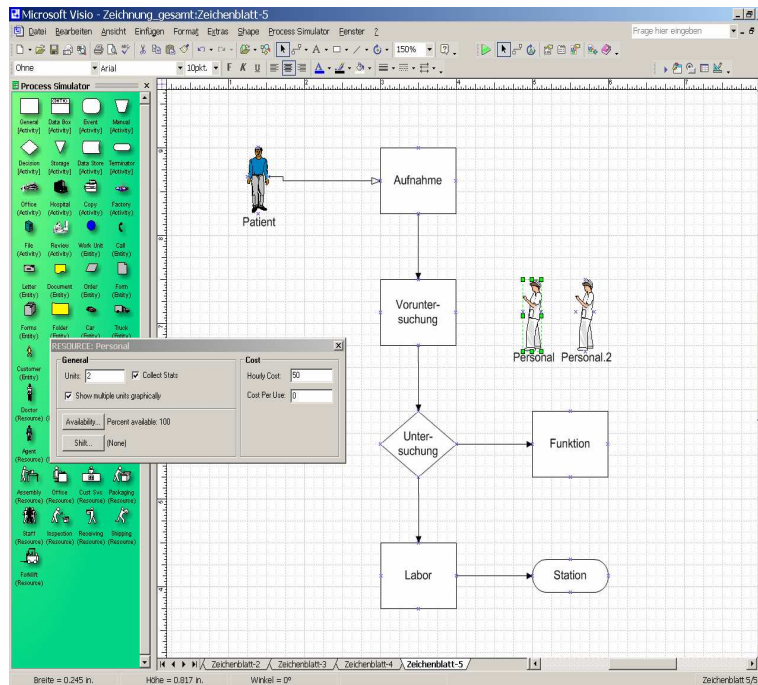 Microsoft Visio - Zeichnung_gesamt:Zeichenblatt-5
Datei Bearbeiten Ansicht Einfügen Format Extras Shape Process Simulator Fenster ?
Frage hier eingeben
150%
Ohne Arial 10pkt. F K U
Process Simulator
General Data Box Event Manual
(Activity) (Activity) (Activity) (Activity)
Decision Storage Data Store Terminator
(Activity) (Activity) (Activity) (Activity)
Office Hospital Copy Factory
(Activity) (Activity) (Activity) (Activity)
File Review Work Unit Call
(Activity) (Activity) (Entity) (Entity)
Letter Document Order Form
(Entity) (Entity) (Entity) (Entity)
Forms Folder Car Truck
(Entity) (Entity) (Entity) (Entity)
Customer
(Entity)
Doctor
(Resource)
Agent
(Resource)
Assembly Office Cust Svc Packaging
(Resource) (Resource) (Resource) (Resource)
Staff Inspection Receiving Shipping
(Resource) (Resource) (Resource) (Resource)
Forklift
(Resource)
RESOURCE: Personal
General
Units: 2
Collect Stats
Show multiple units graphically
Availability... Percent available: 100
Shift... (None)
Cost
Hourly Cost: 50
Cost Per Use: 0
Patient
Aufnahme
Vorunter-
suchung
Personal Personal.2
Unter-
suchung
Funktion
Labor
Station
Zeichenblatt-2 Zeichenblatt-3 Zeichenblatt-4 Zeichenblatt-5
Breite = 0.245 in. Höhe = 0.817 in. Winkel = 0° Zeichenblatt 5/5